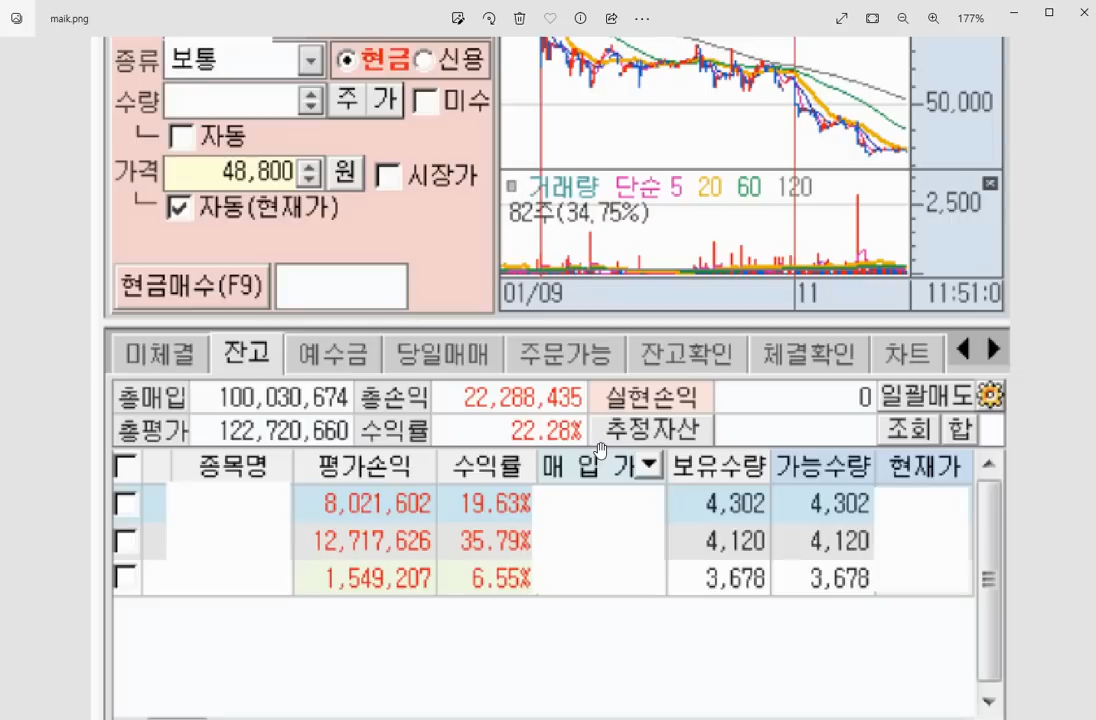 maik.png
177%
종류 보통 현금 신용
수량 주 가 미수
자동
가격 48,800 원 시장가
자동(현재가)
현금매수(F9)
50,000
거래량 단순 5 20 60 120
82주(34,75%)
2,500
01/09 11 11:51:0
미체결 잔고 예수금 당일매매 주문가능 잔고확인 체결확인 차트
총매입 100,030,674 총손익 22,288,435 실현손익 0 일괄매도
총평가 122,720,660 수익률 22.28% 추정자산 조회 합
종목명 평가손익 수익률 매 입 가 보유수량 가능수량 현재가
8,021,602 19.63% 4,302 4,302
12,717,626 35.79% 4,120 4,120
1,549,207 6.55% 3,678 3,678